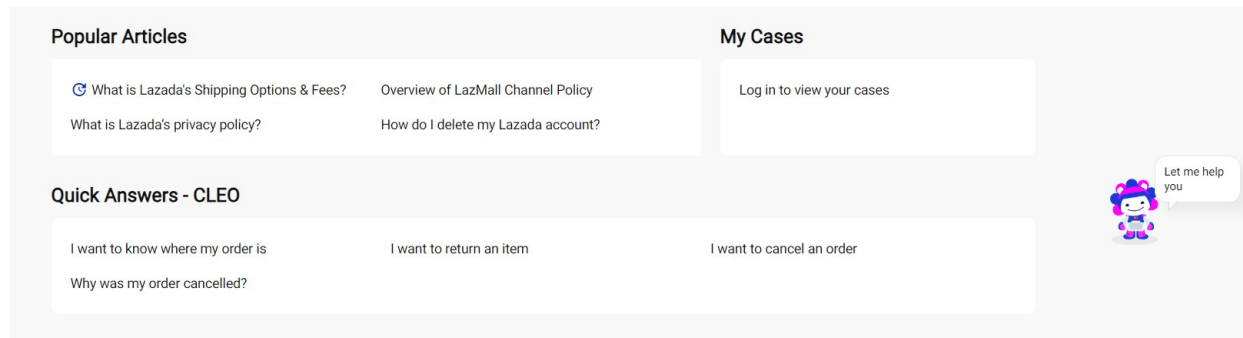 Popular Articles
What is Lazada's Shipping Options & Fees?
Overview of LazMall Channel Policy
What is Lazada's privacy policy?
How do I delete my Lazada account?
My Cases
Log in to view your cases
Quick Answers - CLEO
I want to know where my order is
I want to return an item
I want to cancel an order
Why was my order cancelled?
Let me help
you